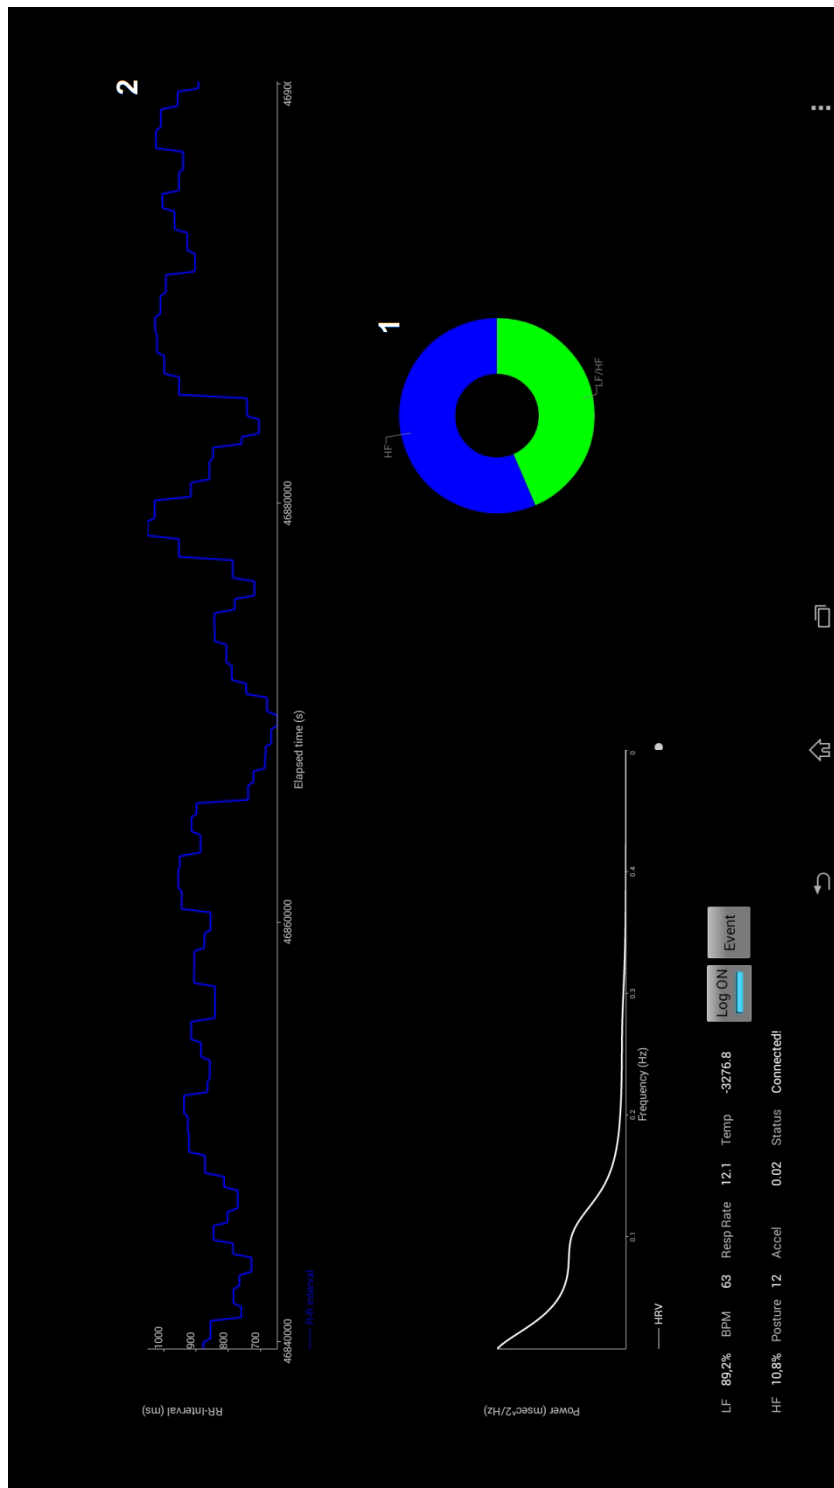 2
RR-Interval (ms)
1000
900
800
700
46840000
46860000
46880000
4690
Elapsed time (s)
R-R Interval
1
HF
LF/HF
Power (msec^2/Hz)
0.1
0.2
0.3
0.4
0
Frequency (Hz)
HRV
LF 89,2% BPM 63 Resp Rate 12.1 Temp -3276.8 Log ON Event
HF 10,8% Posture 12 Accel 0.02 Status Connected!